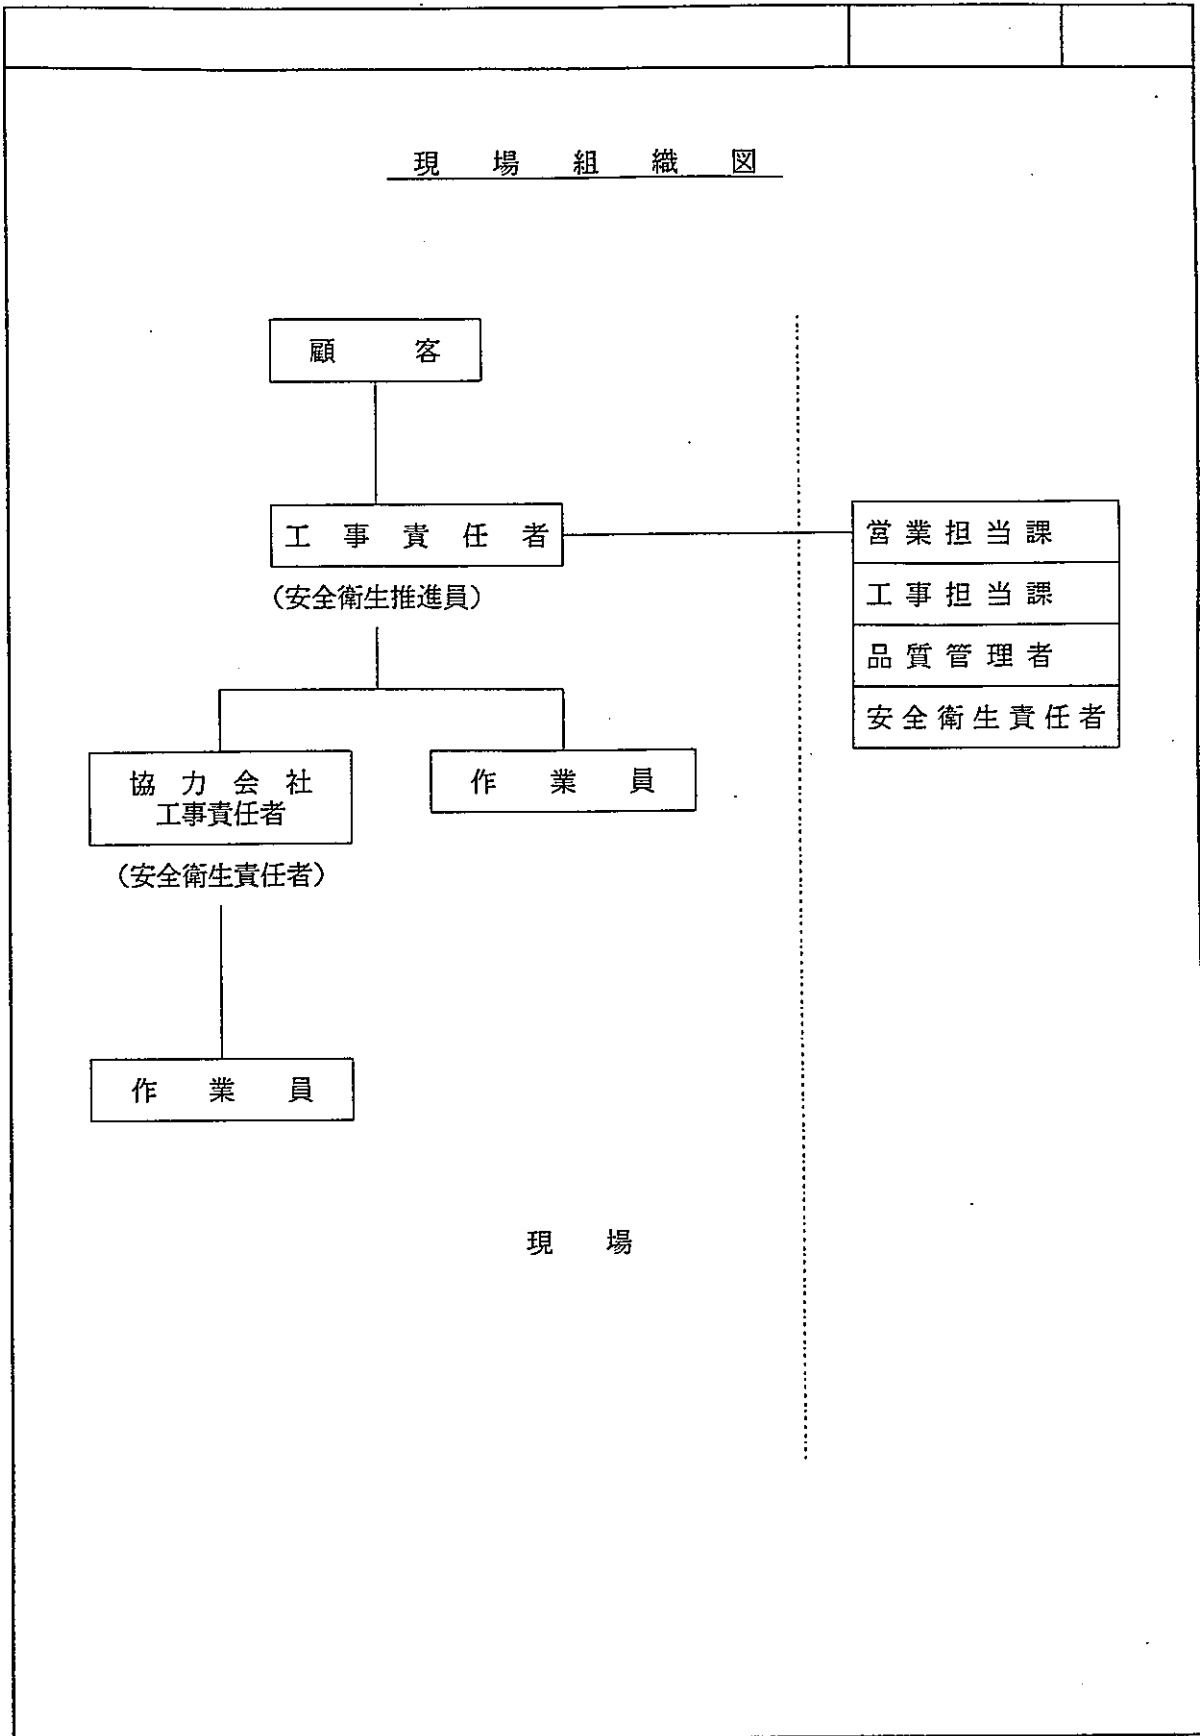 現場組織図
顧客
工事責任者
(安全衛生推進員)
営業担当課
工事担当課
品質管理者
安全衛生責任者
協力会社
工事責任者
(安全衛生責任者)
作業員
作業員
現場